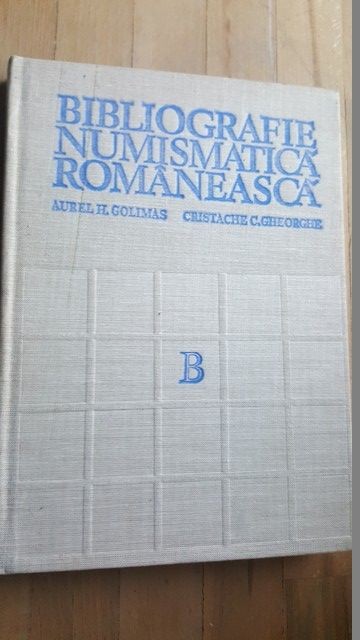 BIBLIOGRAFIE
NUMISMATICĂ
ROMÂNEASCĂ
AUREL H. GOLIMAS CRISTACHE C. GHEORGHE
B